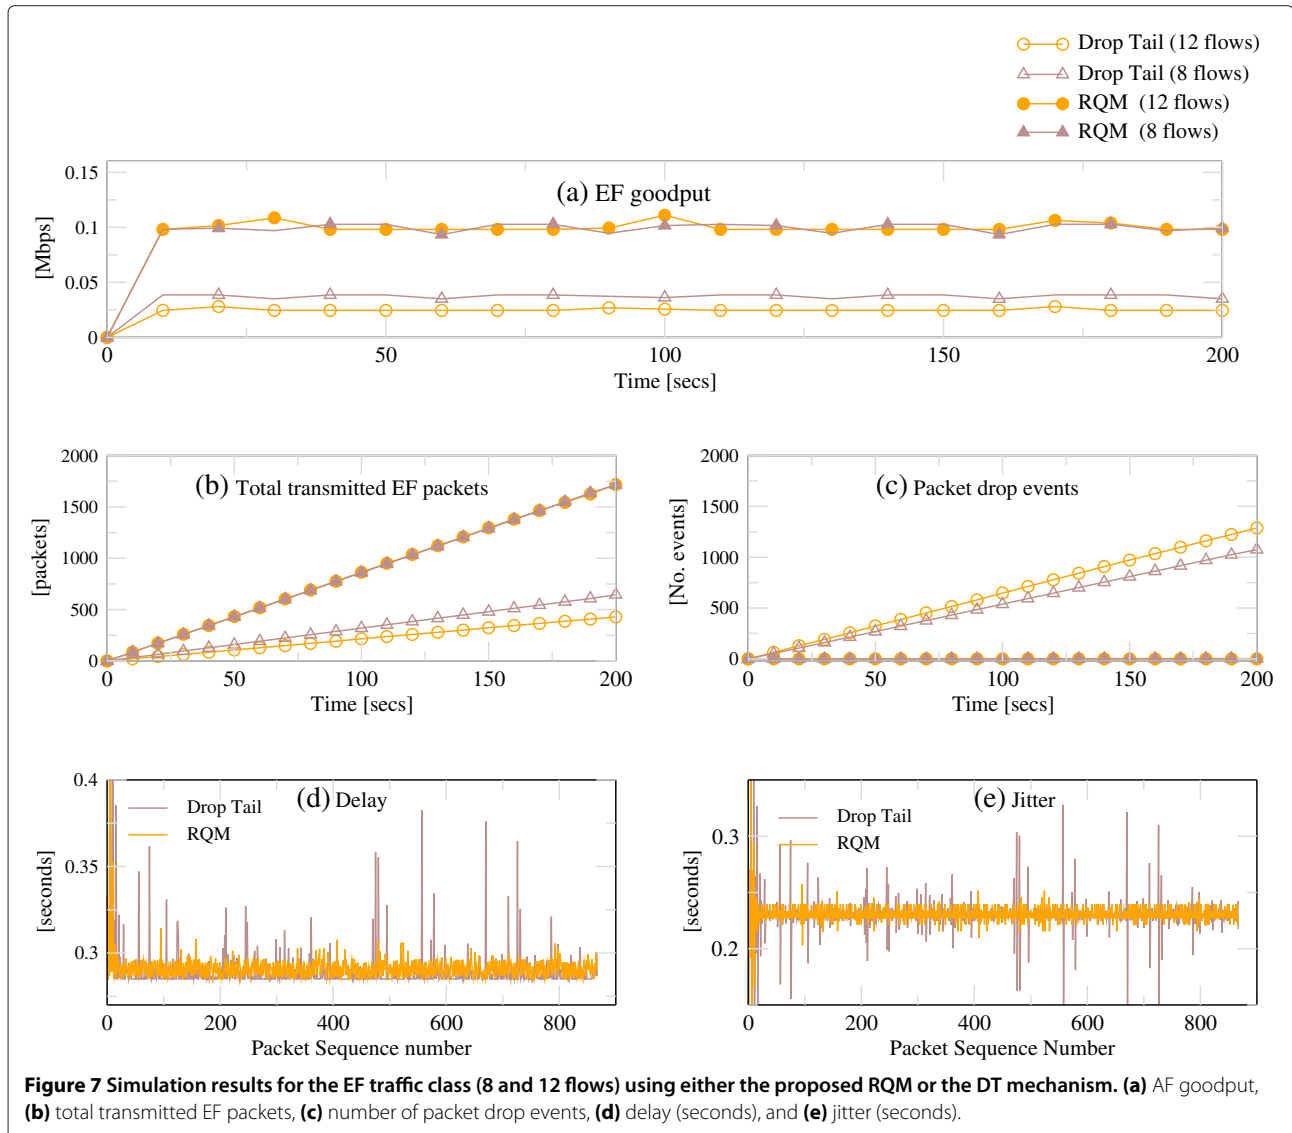 Drop Tail (12 flows)
Drop Tail (8 flows)
RQM (12 flows)
RQM (8 flows)
0.15
0.1
0.05
0
[Mbps]
(a) EF goodput
0 50 100 150 200
Time [secs]
2000
1500
1000
500
0
[packets]
(b) Total transmitted EF packets
0 50 100 150 200
Time [secs]
2000
1500
1000
500
0
[No. events]
(c) Packet drop events
0 50 100 150 200
Time [secs]
0.4
0.35
0.3
[seconds]
(d) Delay
Drop Tail
RQM
0 200 400 600 800
Packet Sequence number
0.3
0.2
[seconds]
(e) Jitter
Drop Tail
RQM
0 200 400 600 800
Packet Sequence Number
Figure 7 Simulation results for the EF traffic class (8 and 12 flows) using either the proposed RQM or the DT mechanism. (a) AF goodput,
(b) total transmitted EF packets, (c) number of packet drop events, (d) delay (seconds), and (e) jitter (seconds).